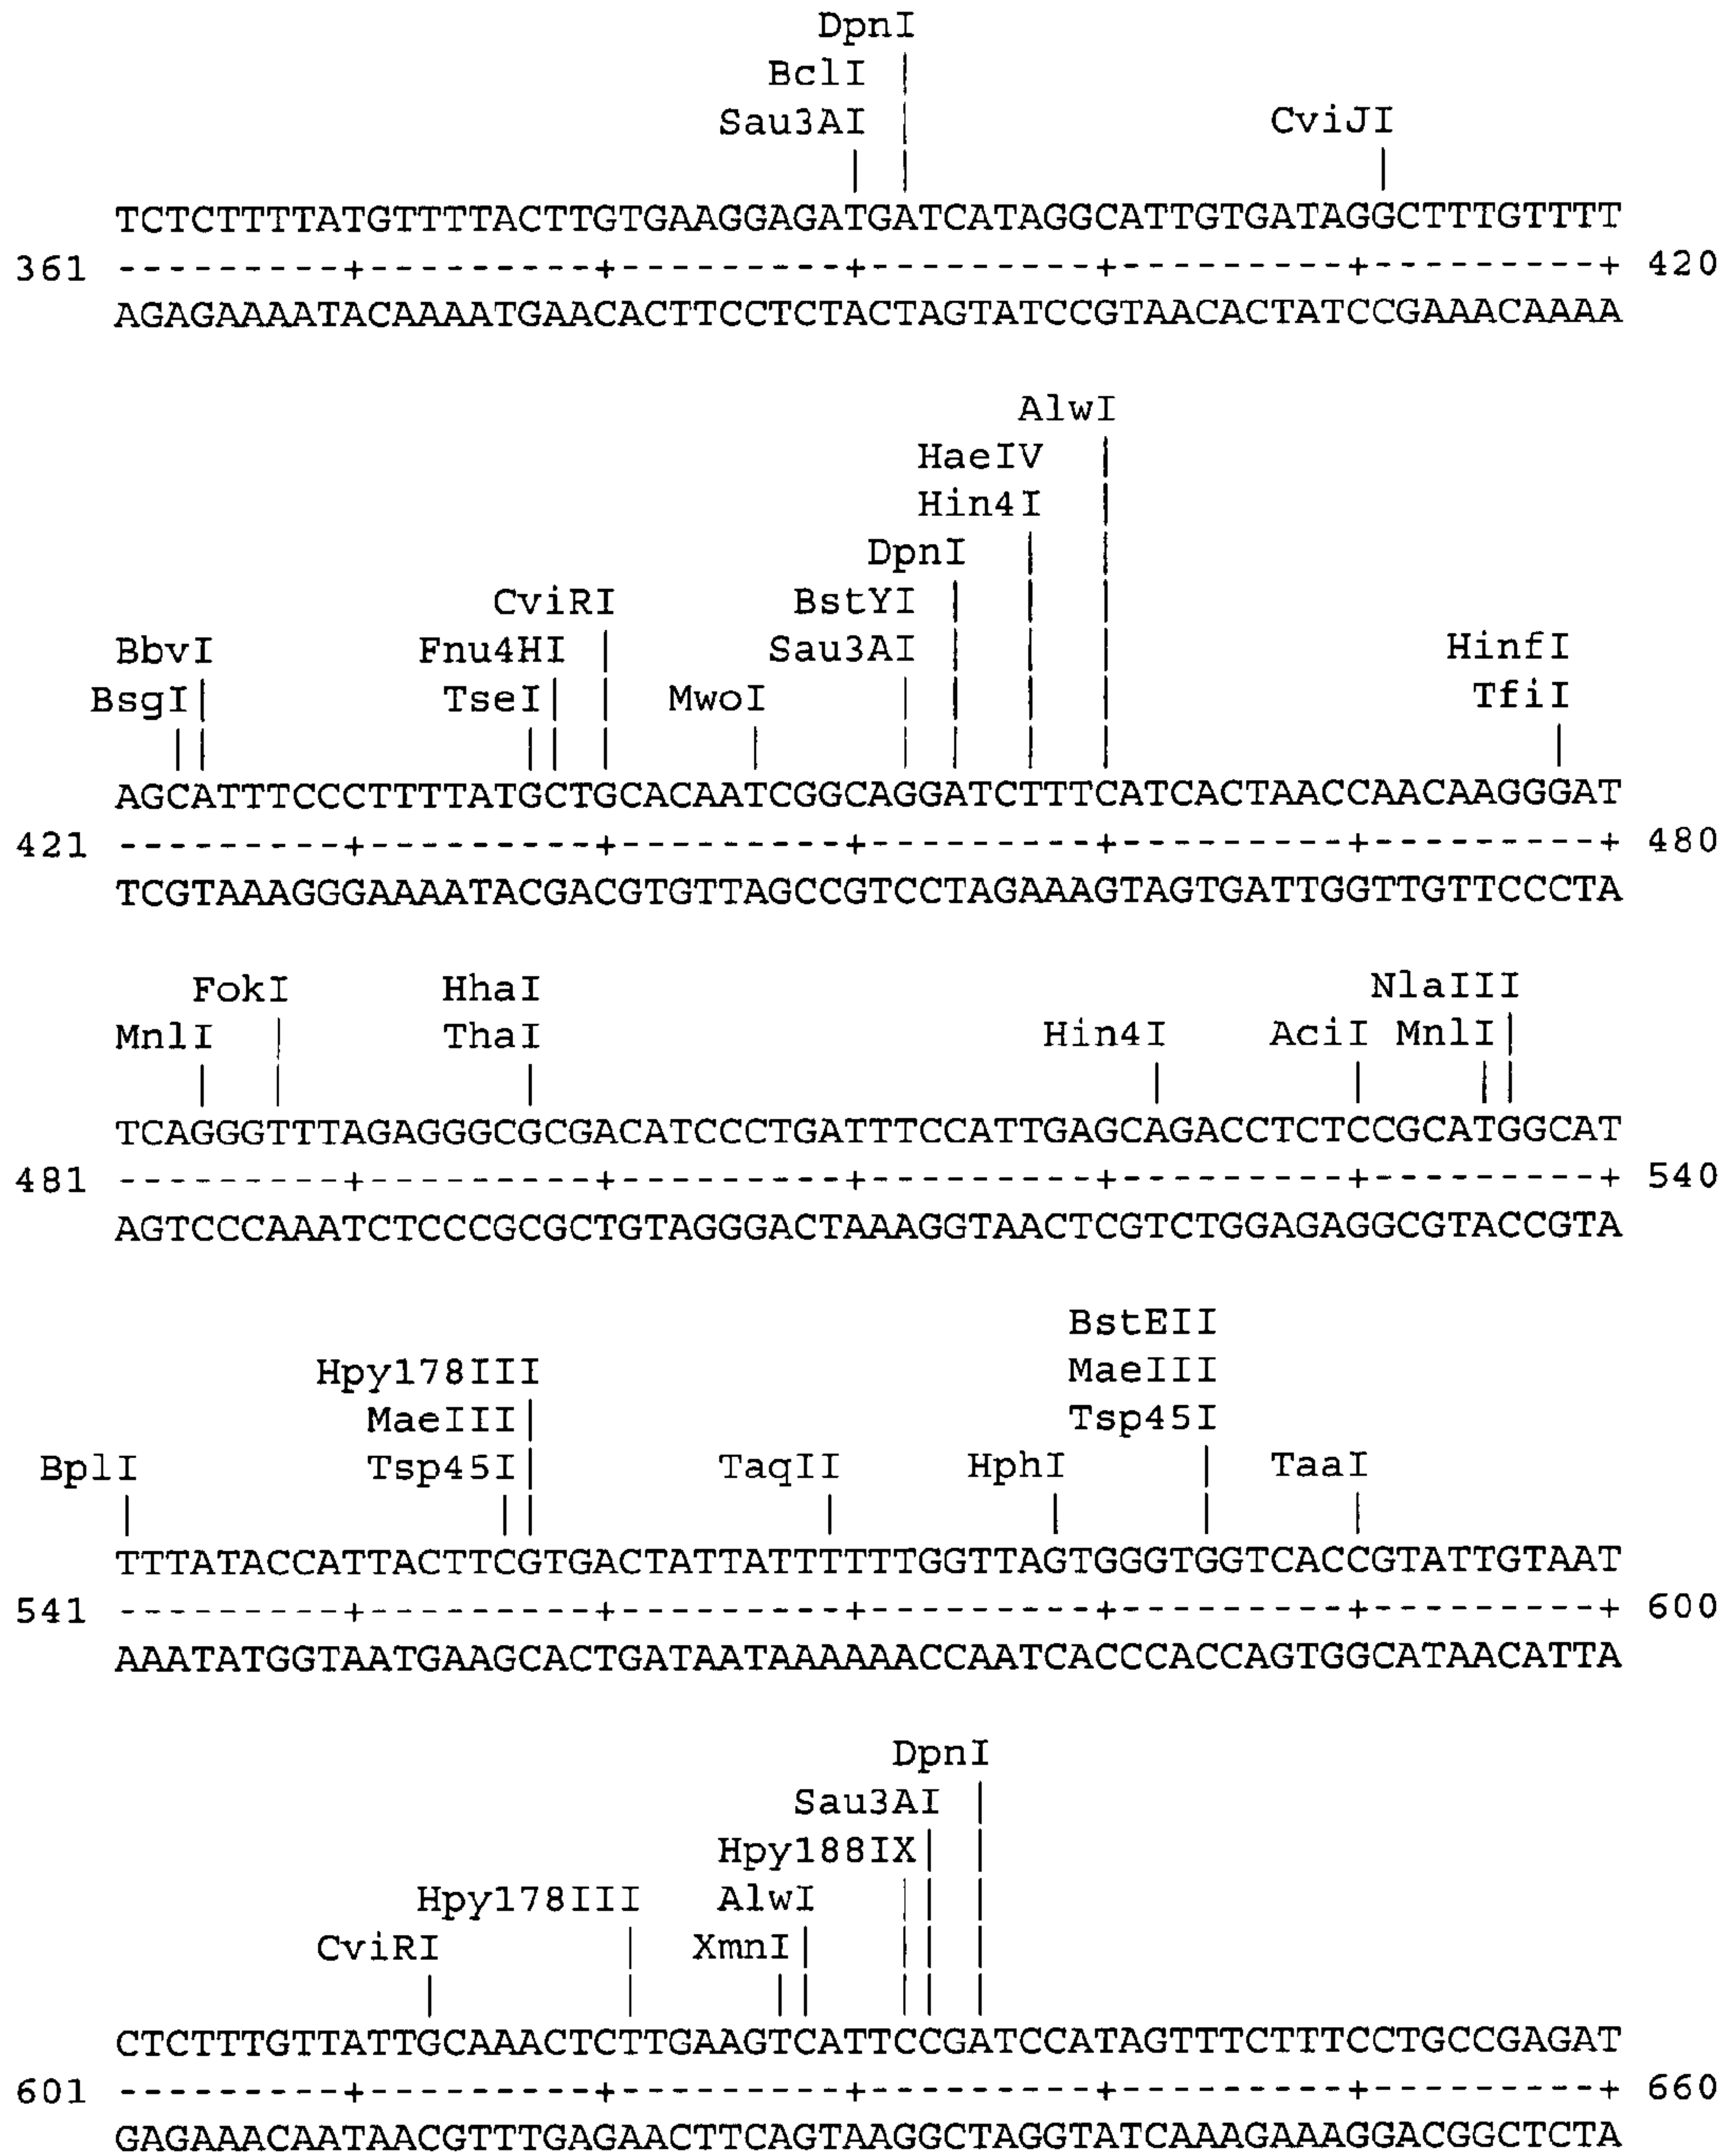 DpnI
BclI
Sau3AI CviJI
TCTCTTTTATGTTTTACTTGTGAAGGAGATGATCATAGGCATTGTGATAGGCTTTGTTTT
361 ---------+---------+---------+---------+---------+---------+ 420
AGAGAAAATACAAAATGAACACTTCCTCTACTAGTATCCGTAACACTATCCGAAACAAAA
AlwI
HaeIV
Hin4I
DpnI
CviRI BstYI
BbvI Fnu4HI Sau3AI HinfI
BsgI TseI MwoI TfiI
AGCATTTCCCTTTTATGCTGCACAATCGGCAGGATCTTTCATCACTAACCAACAAGGGAT
421 ---------+---------+---------+---------+---------+---------+ 480
TCGTAAAGGGAAAATACGACGTGTTAGCCGTCCTAGAAAGTAGTGATTGGTTGTTCCCTA
FokI HhaI NlaIII
MnlI ThaI Hin4I AciI MnlI
TCAGGGTTTAGAGGGCGCGACATCCCTGATTTCCATTGAGCAGACCTCTCCGCATGGCAT
481 ---------+---------+---------+---------+---------+---------+ 540
AGTCCCAAATCTCCCGCGCTGTAGGGACTAAAGGTAACTCGTCTGGAGAGGCGTACCGTA
BstEII
Hpy178III MaeIII
MaeIII Tsp45I
BplI Tsp45I TaqII HphI TaaI
TTTATACCATTACTTCGTGACTATTATTTTTTGGTTAGTGGGTGGTCACCGTATTGTAAT
541 ---------+---------+---------+---------+---------+---------+ 600
AAATATGGTAATGAAGCACTGATAATAAAAAACCAATCACCCACCAGTGGCATAACATTA
DpnI
Sau3AI
Hpy188IX
Hpy178III AlwI
CviRI XmnI
CTCTTTGTTATTGCAAACTCTTGAAGTCATTCCGATCCATAGTTTCTTTCCTGCCGAGAT
601 ---------+---------+---------+---------+---------+---------+ 660
GAGAAACAATAACGTTTGAGAACTTCAGTAAGGCTAGGTATCAAAGAAAGGACGGCTCTA